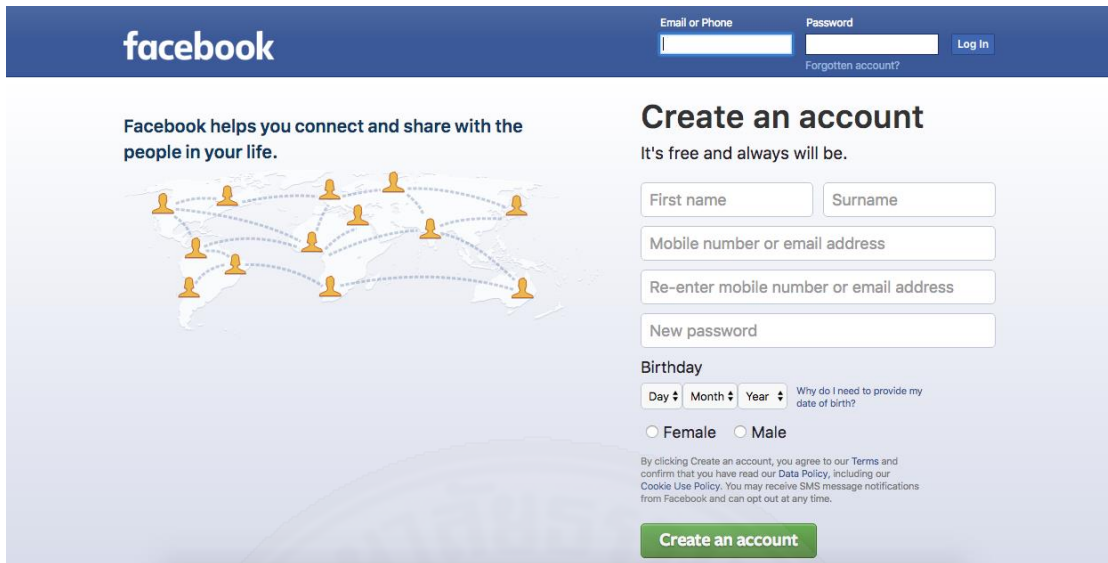 facebook
Email or Phone
Password
Log In
Forgotten account?
Facebook helps you connect and share with the
people in your life.
Create an account
It's free and always will be.
First name
Surname
Mobile number or email address
Re-enter mobile number or email address
New password
Birthday
Day
Month
Year
Why do I need to provide my
date of birth?
Female
Male
By clicking Create an account, you agree to our Terms and
confirm that you have read our Data Policy, including our
Cookie Use Policy. You may receive SMS message notifications
from Facebook and can opt out at any time.
Create an account